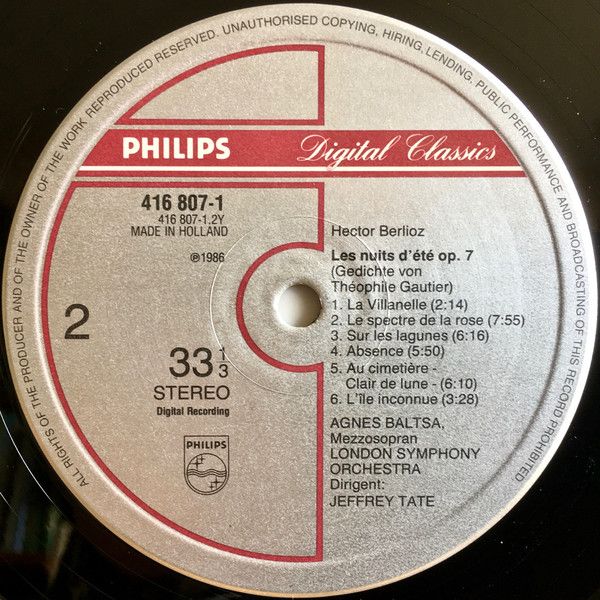 ALL RIGHTS OF THE PRODUCER AND OF THE OWNER OF THE WORK REPRODUCED RESERVED. UNAUTHORISED COPYING, HIRING, LENDING, PUBLIC PERFORMANCE AND BROADCASTING OF THIS RECORD PROHIBITED
PHILIPS Digital Classics
416 807-1
416 807-1.2Y
MADE IN HOLLAND
℗1986
2
33 1/3
STEREO
Digital Recording
PHILIPS
Hector Berlioz
Les nuits d'été op. 7
(Gedichte von
Théophile Gautier)
1. La Villanelle (2:14)
2. Le spectre de la rose (7:55)
3. Sur les lagunes (6:16)
4. Absence (5:50)
5. Au cimetière -
Clair de lune - (6:10)
6. L'île inconnue (3:28)
AGNES BALTSA,
Mezzosopran
LONDON SYMPHONY
ORCHESTRA
Dirigent:
JEFFREY TATE